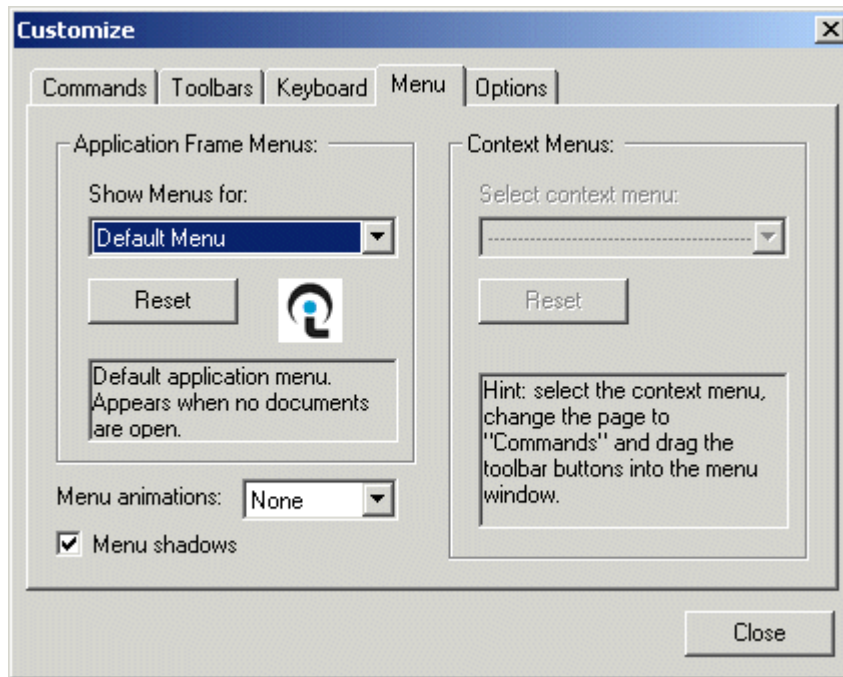 Customize
Commands
Toolbars
Keyboard
Menu
Options
Application Frame Menus:
Show Menus for:
Default Menu
Reset
Default application menu.
Appears when no documents
are open.
Menu animations:
None
Menu shadows
Context Menus:
Select context menu:
Reset
Hint: select the context menu,
change the page to
"Commands" and drag the
toolbar buttons into the menu
window.
Close